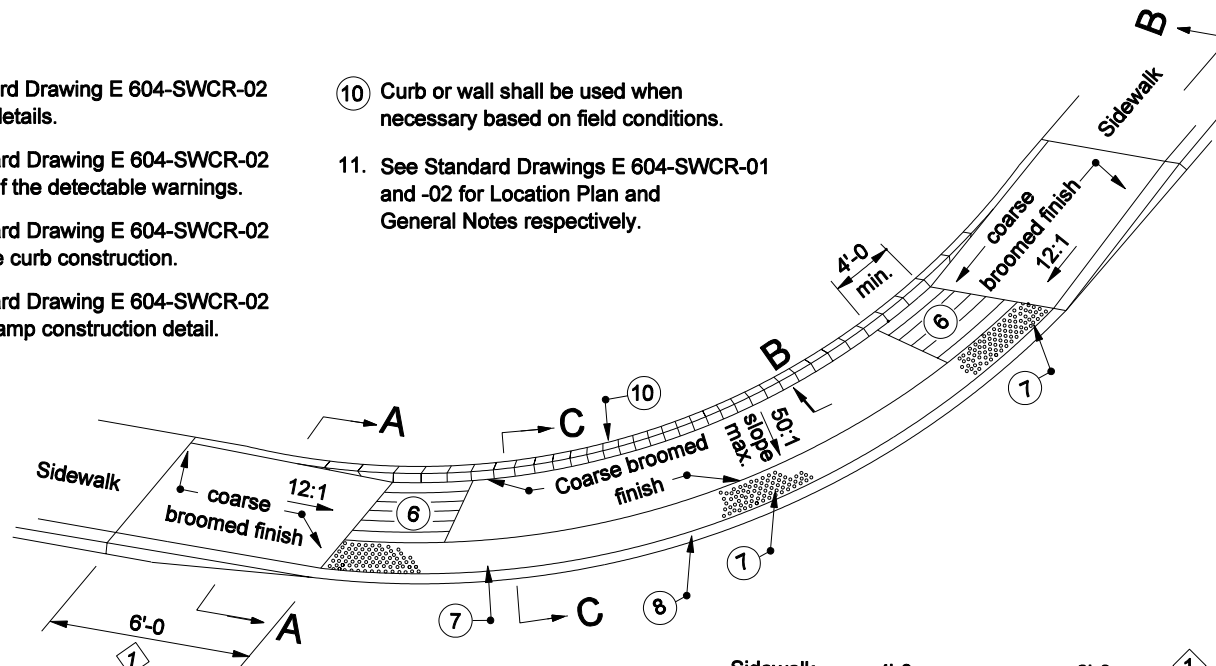 rd Drawing E 604-SWCR-02
details.
rd Drawing E 604-SWCR-02
f the detectable warnings.
rd Drawing E 604-SWCR-02
e curb construction.
rd Drawing E 604-SWCR-02
amp construction detail.
10 Curb or wall shall be used when
necessary based on field conditions.
11. See Standard Drawings E 604-SWCR-01
and -02 for Location Plan and
General Notes respectively.
B
Sidewalk
coarse
broomed finish
12:1
4'-0
min.
6
7
B
A
C
10
50:1
slope
max.
Coarse broomed
finish
Sidewalk
coarse
broomed finish
12:1
6
7
7
8
C
A
6'-0
1
Sidewalk
1